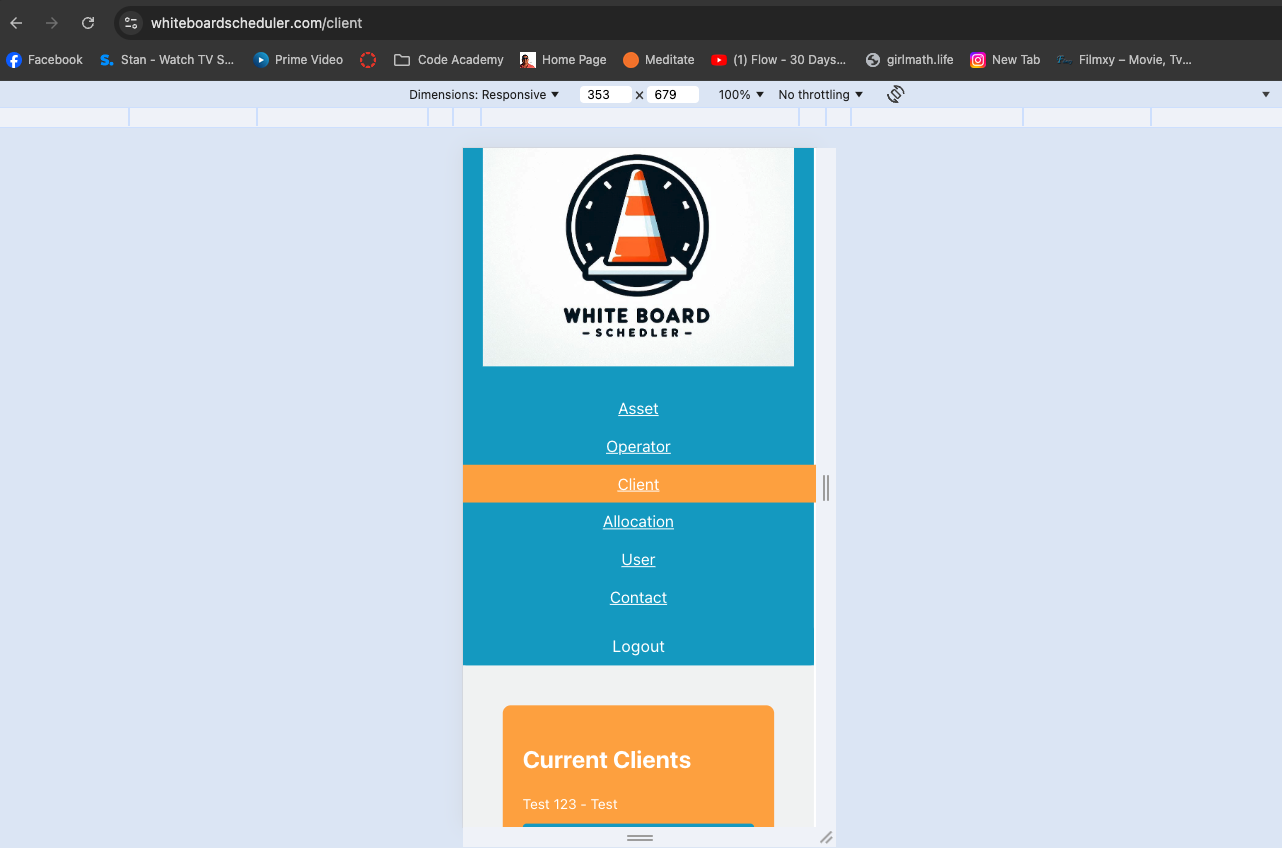 whiteboardscheduler.com/client
Facebook Stan - Watch TV S... Prime Video Code Academy Home Page Meditate (1) Flow - 30 Days... girlmath.life New Tab Filmxy – Movie, Tv...
Dimensions: Responsive 353 × 679 100% No throttling
WHITE BOARD
- SCHEDLER -
Asset
Operator
Client
Allocation
User
Contact
Logout
Current Clients
Test 123 - Test